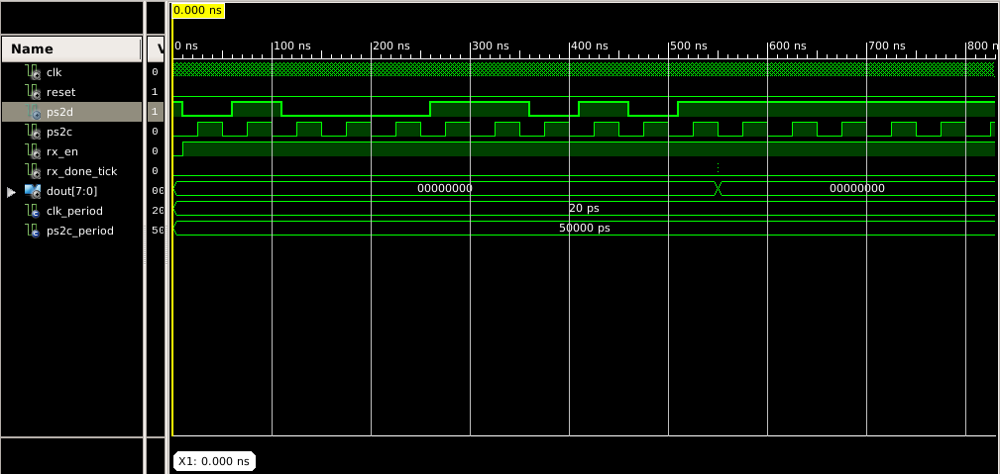 0.000 ns
Name V
0 ns 100 ns 200 ns 300 ns 400 ns 500 ns 600 ns 700 ns 800 n
clk 0
reset 1
ps2d 1
ps2c 0
rx_en 0
rx_done_tick 0
dout[7:0] 00 00000000 00000000
clk_period 20 20 ps
ps2c_period 50 50000 ps
X1: 0.000 ns